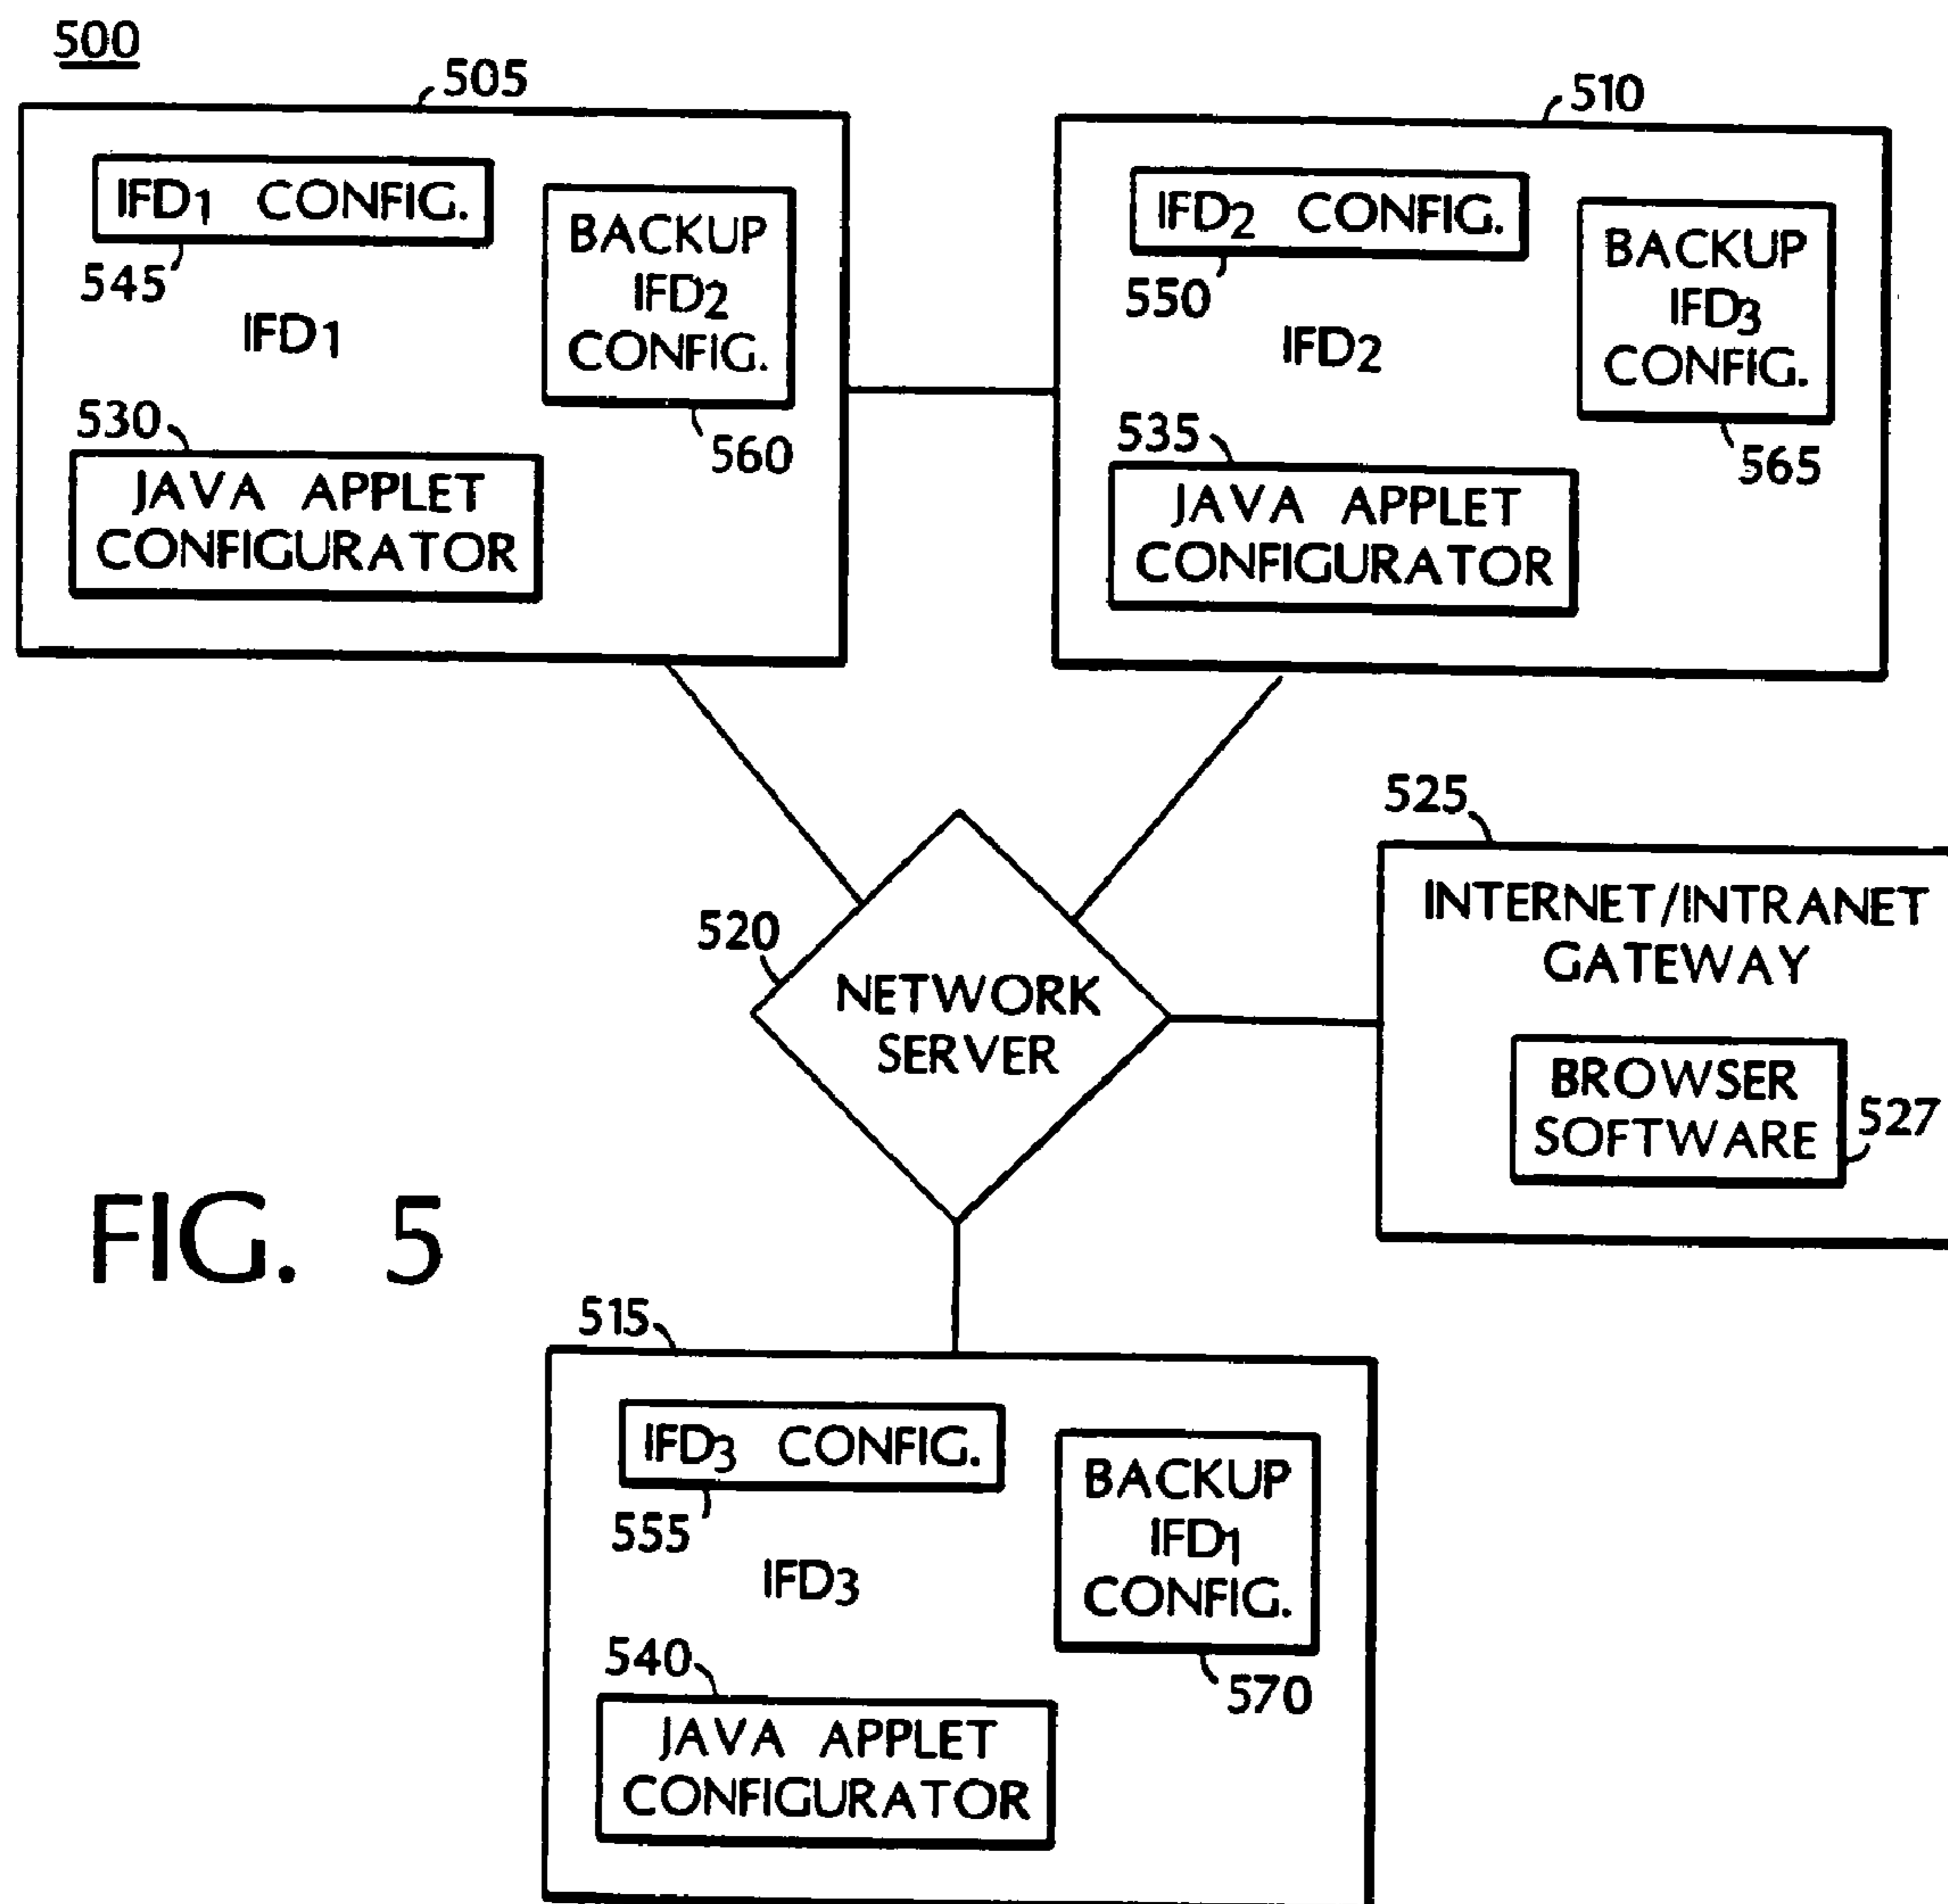 500
505
510
IFD1 CONFIG.
545
BACKUP
IFD2
CONFIG.
560
IFD1
530
JAVA APPLET
CONFIGURATOR
IFD2 CONFIG.
550
BACKUP
IFD3
CONFIG.
565
IFD2
535
JAVA APPLET
CONFIGURATOR
520
NETWORK
SERVER
525
INTERNET/INTRANET
GATEWAY
BROWSER
SOFTWARE
527
FIG. 5
515
IFD3 CONFIG.
555
BACKUP
IFD1
CONFIG.
570
IFD3
540
JAVA APPLET
CONFIGURATOR